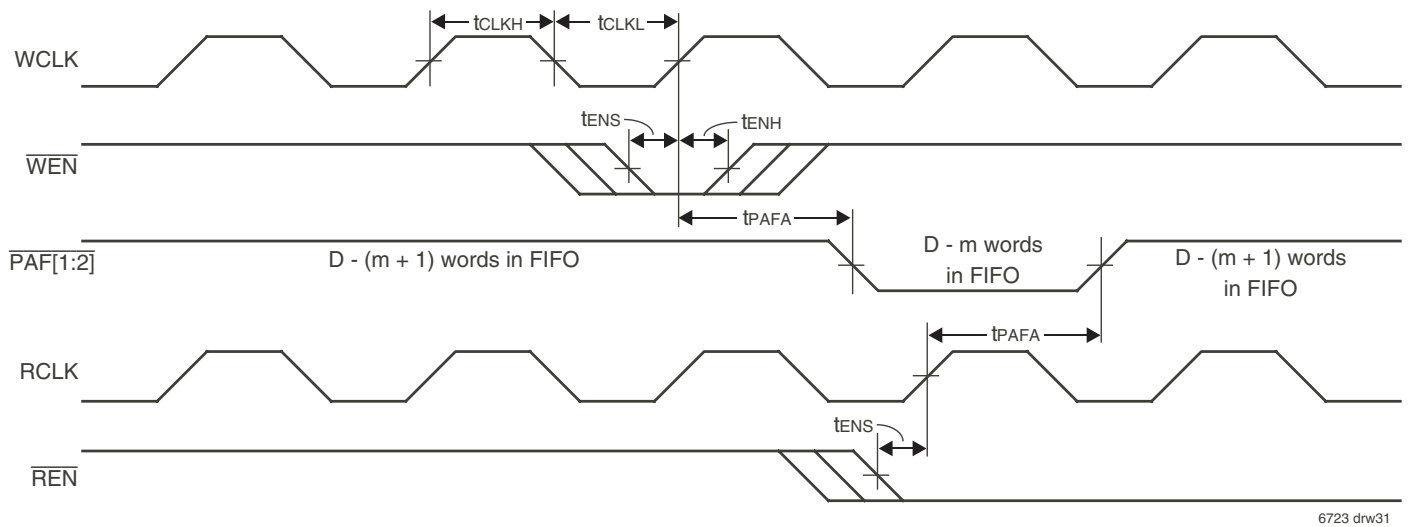 tCLKH
tCLKL
WCLK
tENS
tENH
WEN
tPAFA
PAF[1:2]
D - (m + 1) words in FIFO
D - m words
in FIFO
D - (m + 1) words
in FIFO
tPAFA
RCLK
tENS
REN
6723 drw31